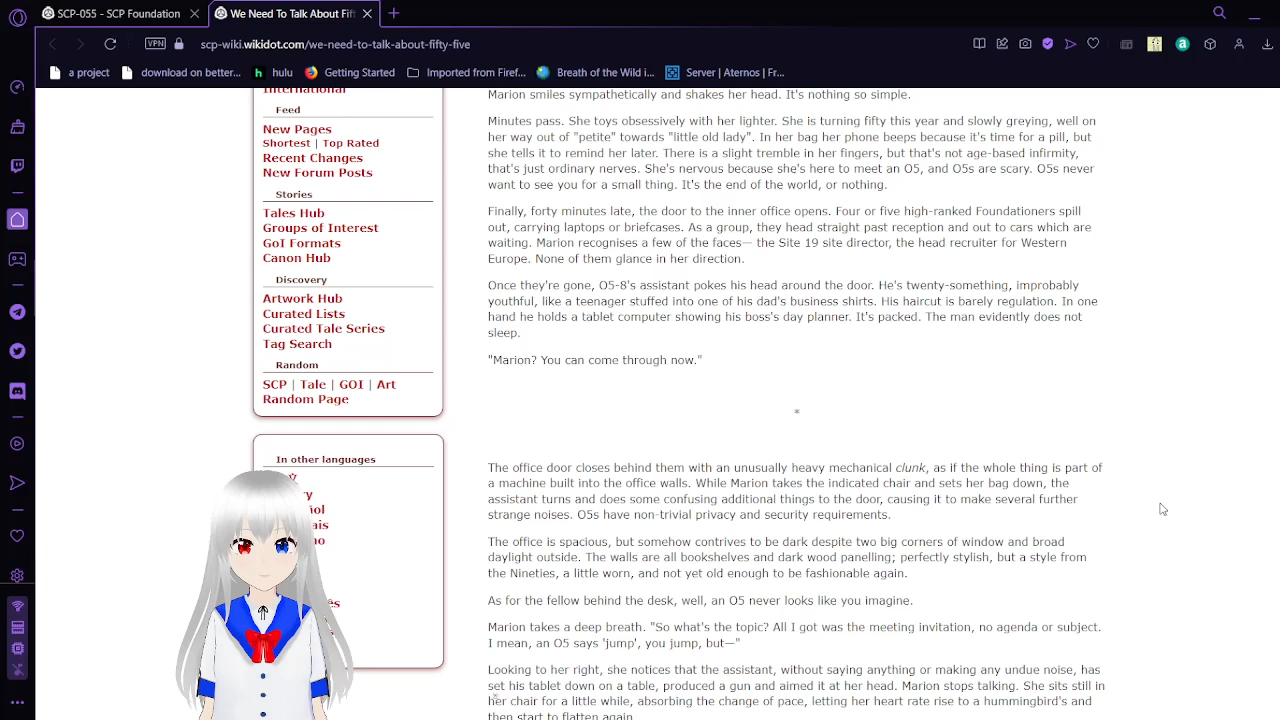 SCP-055 - SCP Foundation
We Need To Talk About Fif
VPN
scp-wiki.wikidot.com/we-need-to-talk-about-fifty-five
a project
download on better...
hulu
Getting Started
Imported from Firef...
Breath of the Wild i...
Server | Aternos | Fr...
International
Feed
New Pages
Shortest | Top Rated
Recent Changes
New Forum Posts
Stories
Tales Hub
Groups of Interest
GoI Formats
Canon Hub
Discovery
Artwork Hub
Curated Lists
Curated Tale Series
Tag Search
Random
SCP | Tale | GOI | Art
Random Page
In other languages
Marion smiles sympathetically and shakes her head. It's nothing so simple.
Minutes pass. She toys obsessively with her lighter. She is turning fifty this year and slowly greying, well on
her way out of "petite" towards "little old lady". In her bag her phone beeps because it's time for a pill, but
she tells it to remind her later. There is a slight tremble in her fingers, but that's not age-based infirmity,
that's just ordinary nerves. She's nervous because she's here to meet an O5, and O5s are scary. O5s never
want to see you for a small thing. It's the end of the world, or nothing.
Finally, forty minutes late, the door to the inner office opens. Four or five high-ranked Foundationers spill
out, carrying laptops or briefcases. As a group, they head straight past reception and out to cars which are
waiting. Marion recognises a few of the faces— the Site 19 site director, the head recruiter for Western
Europe. None of them glance in her direction.
Once they're gone, O5-8's assistant pokes his head around the door. He's twenty-something, improbably
youthful, like a teenager stuffed into one of his dad's business shirts. His haircut is barely regulation. In one
hand he holds a tablet computer showing his boss's day planner. It's packed. The man evidently does not
sleep.
"Marion? You can come through now."
*
The office door closes behind them with an unusually heavy mechanical clunk, as if the whole thing is part of
a machine built into the office walls. While Marion takes the indicated chair and sets her bag down, the
assistant turns and does some confusing additional things to the door, causing it to make several further
strange noises. O5s have non-trivial privacy and security requirements.
The office is spacious, but somehow contrives to be dark despite two big corners of window and broad
daylight outside. The walls are all bookshelves and dark wood panelling; perfectly stylish, but a style from
the Nineties, a little worn, and not yet old enough to be fashionable again.
As for the fellow behind the desk, well, an O5 never looks like you imagine.
Marion takes a deep breath. "So what's the topic? All I got was the meeting invitation, no agenda or subject.
I mean, an O5 says 'jump', you jump, but—"
Looking to her right, she notices that the assistant, without saying anything or making any undue noise, has
set his tablet down on a table, produced a gun and aimed it at her head. Marion stops talking. She sits still in
her chair for a little while, absorbing the change of pace, letting her heart rate rise to a hummingbird's and
then start to flatten again.